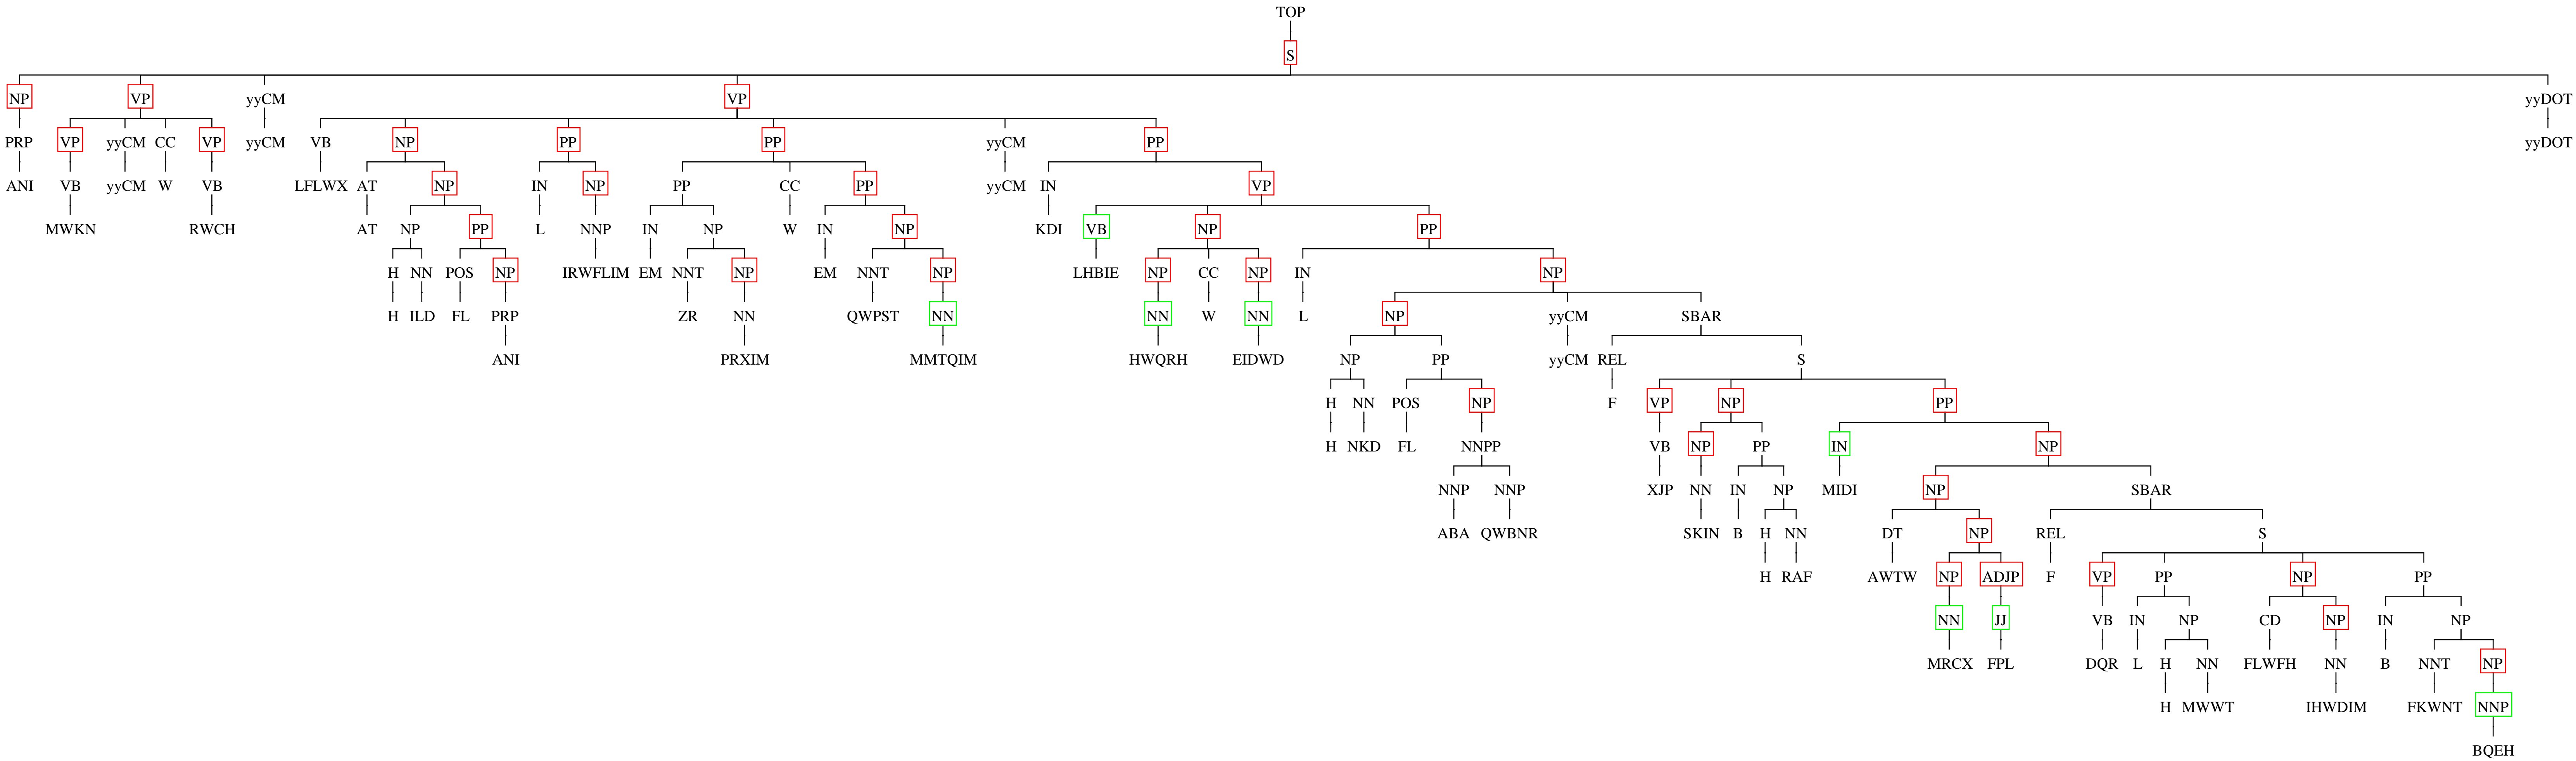 TOP
S
NP VP yyCM VP yyDOT
PRP VP yyCM CC VP yyCM VB NP PP PP yyCM PP yyDOT
ANI VB yyCM W VB LFLWX AT NP IN NP PP CC PP yyCM IN VP
MWKN RWCH AT NP PP L NNP IN NP W IN NP KDI VB NP PP
H NN POS NP IRWFLIM EM NNT NP EM NNT NP LHBIE NP CC NP IN NP
H ILD FL PRP ZR NN QWPST NN NN W NN L NP yyCM SBAR
ANI PRXIM MMTQIM HWQRH EIDWD NP PP yyCM REL S
H NN POS NP F VP NP PP
H NKD FL NNPP VB NP PP IN NP
NNP NNP XJP NN IN NP MIDI NP SBAR
ABA QWBNR SKIN B H NN DT NP REL S
H RAF AWTW NP ADJP F VP PP NP PP
NN JJ VB IN NP CD NP IN NP
MRCX FPL DQR L H NN FLWFH NN B NNT NP
H MWWT IHWDIM FKWNT NNP
BQEH